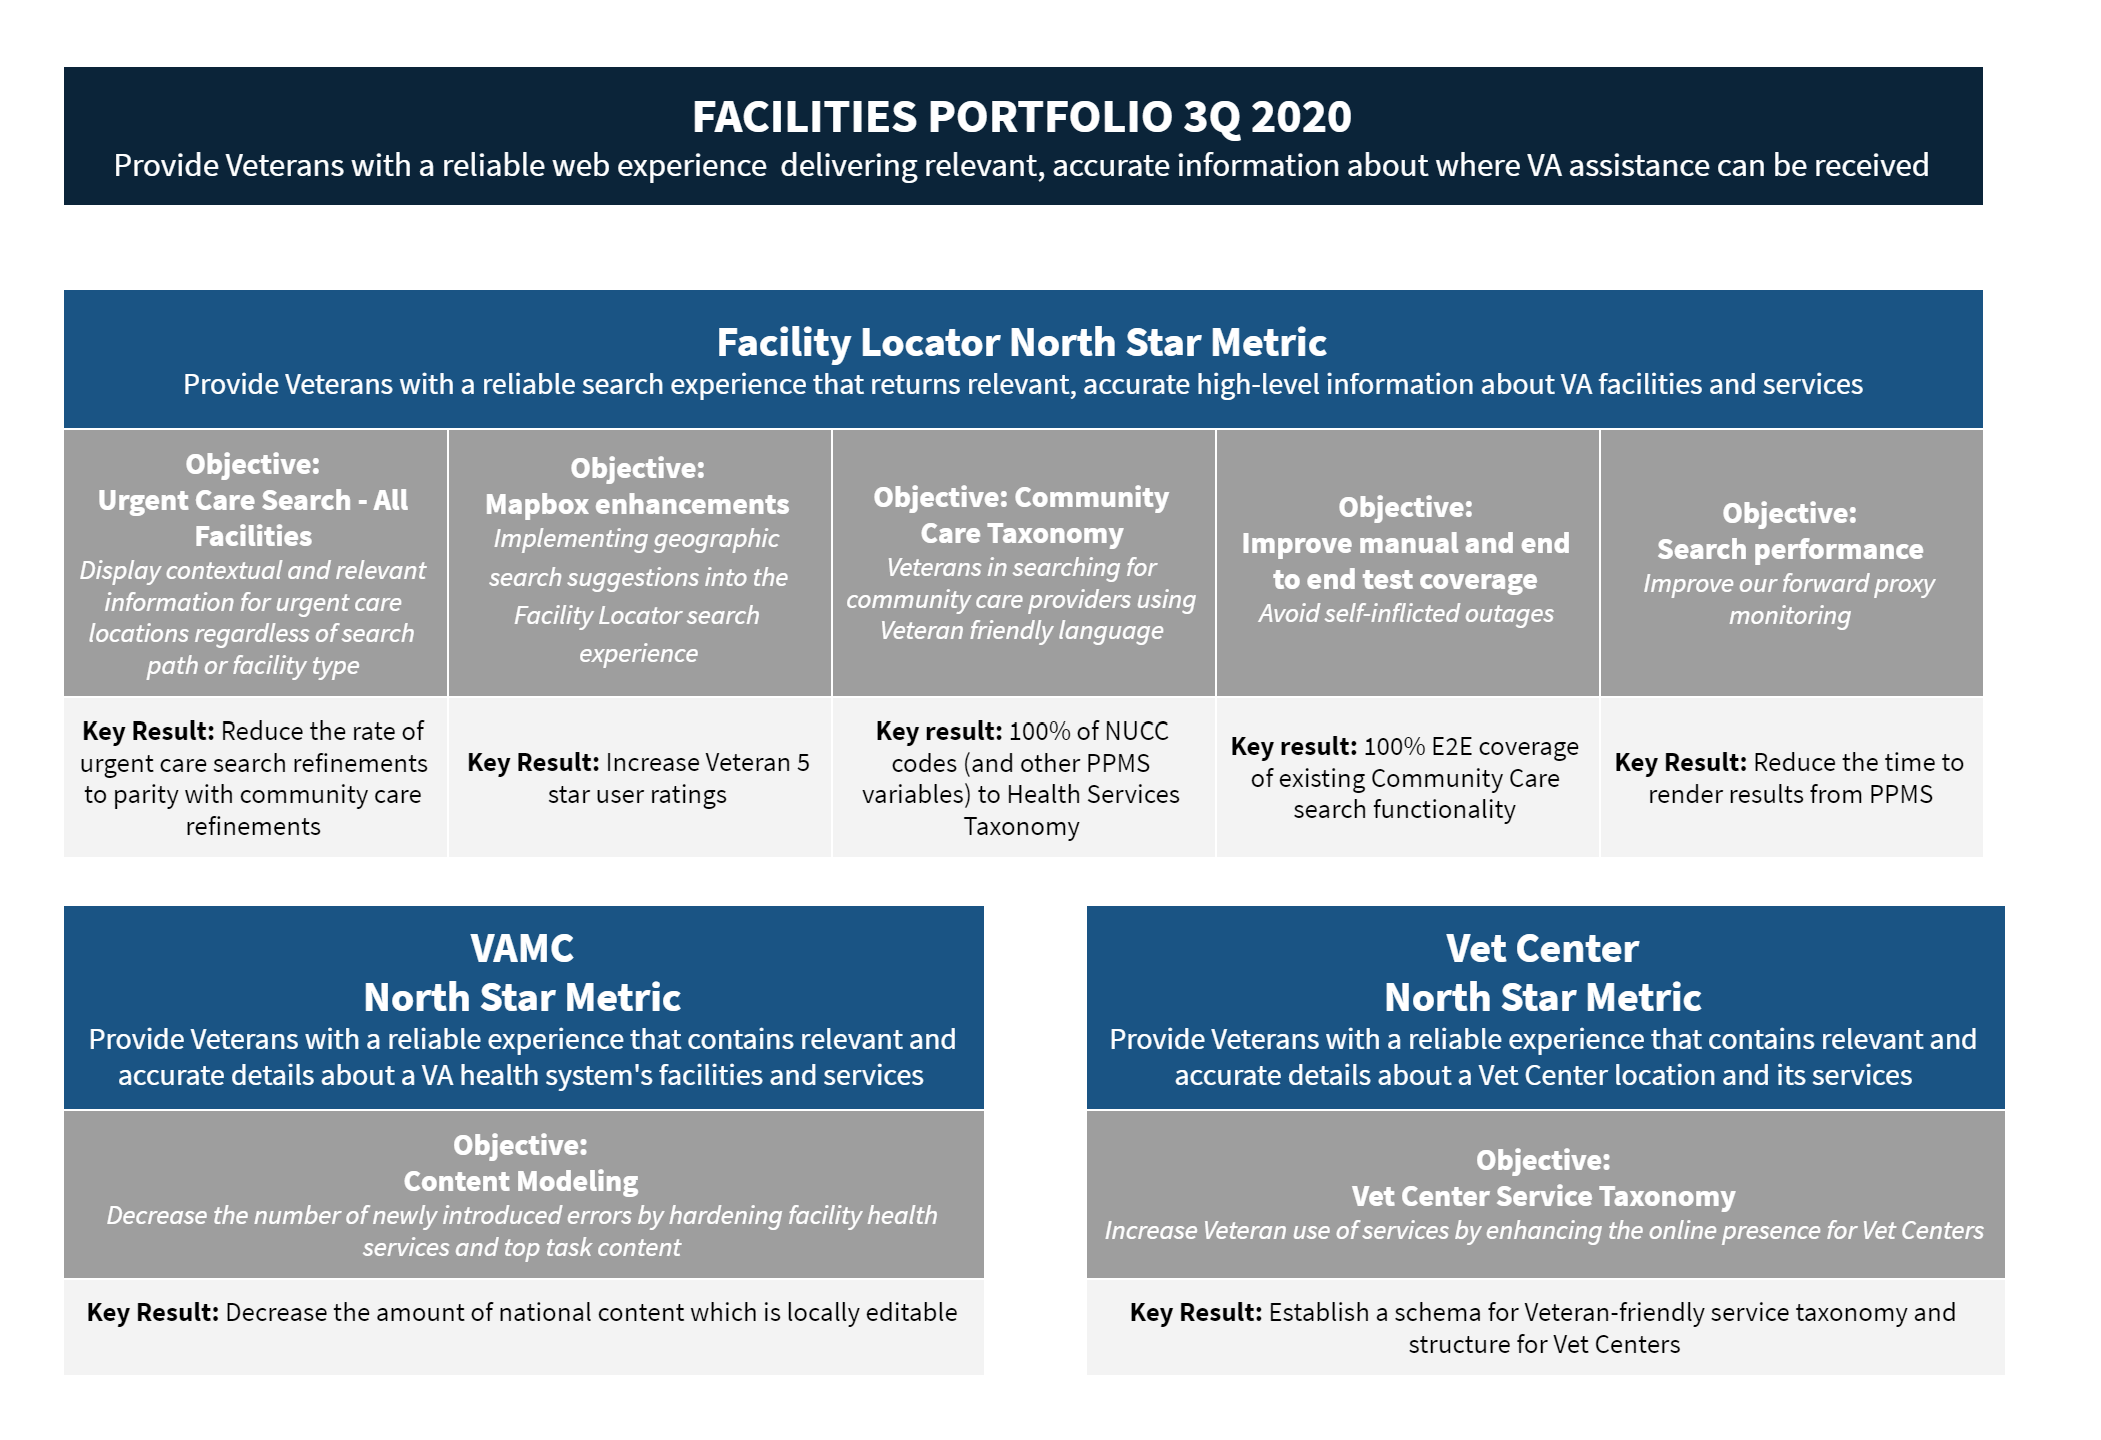 FACILITIES PORTFOLIO 3Q 2020
Provide Veterans with a reliable web experience  delivering relevant, accurate information about where VA assistance can be received
Facility Locator North Star Metric
Provide Veterans with a reliable search experience that returns relevant, accurate high-level information about VA facilities and services
Objective:
Urgent Care Search - All
Facilities
Display contextual and relevant
information for urgent care
locations regardless of search
path or facility type
Objective:
Mapbox enhancements
Implementing geographic
search suggestions into the
Facility Locator search
experience
Objective: Community
Care Taxonomy
Veterans in searching for
community care providers using
Veteran friendly language
Objective:
Improve manual and end
to end test coverage
Avoid self-inflicted outages
Objective:
Search performance
Improve our forward proxy
monitoring
Key Result: Reduce the rate of
urgent care search refinements
to parity with community care
refinements
Key Result: Increase Veteran 5
star user ratings
Key result: 100% of NUCC
codes (and other PPMS
variables) to Health Services
Taxonomy
Key result: 100% E2E coverage
of existing Community Care
search functionality
Key Result: Reduce the time to
render results from PPMS
VAMC
North Star Metric
Provide Veterans with a reliable experience that contains relevant and
accurate details about a VA health system's facilities and services
Objective:
Content Modeling
Decrease the number of newly introduced errors by hardening facility health
services and top task content
Key Result: Decrease the amount of national content which is locally editable
Vet Center
North Star Metric
Provide Veterans with a reliable experience that contains relevant and
accurate details about a Vet Center location and its services
Objective:
Vet Center Service Taxonomy
Increase Veteran use of services by enhancing the online presence for Vet Centers
Key Result: Establish a schema for Veteran-friendly service taxonomy and
structure for Vet Centers